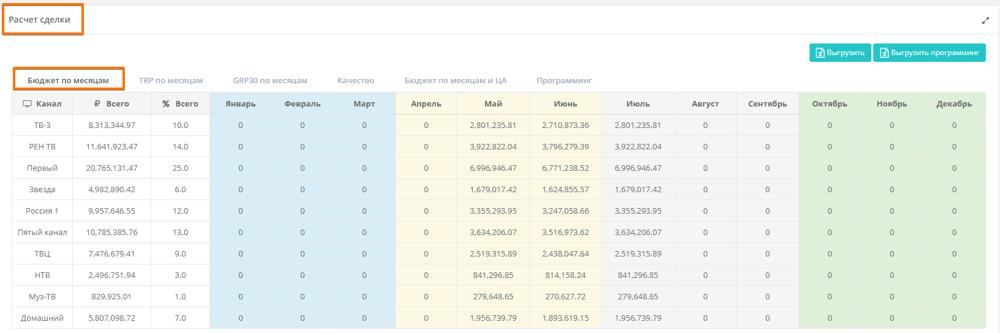 Расчет сделки
Выгрузить Выгрузить программинг
Бюджет по месяцам TRP по месяцам GRP30 по месяцам Качество Бюджет по месяцам и ЦА Программинг
Канал ₽ Всего % Всего Январь Февраль Март Апрель Май Июнь Июль Август Сентябрь Октябрь Ноябрь Декабрь
ТВ-3 8,313,344.97 10.0 0 0 0 0 2,801,235.81 2,710,873.36 2,801,235.81 0 0 0 0 0
РЕН ТВ 11,641,923.47 14.0 0 0 0 0 3,922,822.04 3,796,279.39 3,922,822.04 0 0 0 0 0
Первый 20,765,131.47 25.0 0 0 0 0 6,996,946.47 6,771,238.52 6,996,946.47 0 0 0 0 0
Звезда 4,982,890.42 6.0 0 0 0 0 1,679,017.42 1,624,855.57 1,679,017.42 0 0 0 0 0
Россия 1 9,957,646.55 12.0 0 0 0 0 3,355,293.95 3,247,058.66 3,355,293.95 0 0 0 0 0
Пятый канал 10,785,385.76 13.0 0 0 0 0 3,634,206.07 3,516,973.62 3,634,206.07 0 0 0 0 0
ТВЦ 7,476,679.41 9.0 0 0 0 0 2,519,315.89 2,438,047.64 2,519,315.89 0 0 0 0 0
НТВ 2,496,751.94 3.0 0 0 0 0 841,296.85 814,158.24 841,296.85 0 0 0 0 0
Муз-ТВ 829,925.01 1.0 0 0 0 0 279,648.65 270,627.72 279,648.65 0 0 0 0 0
Домашний 5,807,098.72 7.0 0 0 0 0 1,956,739.79 1,893,619.15 1,956,739.79 0 0 0 0 0